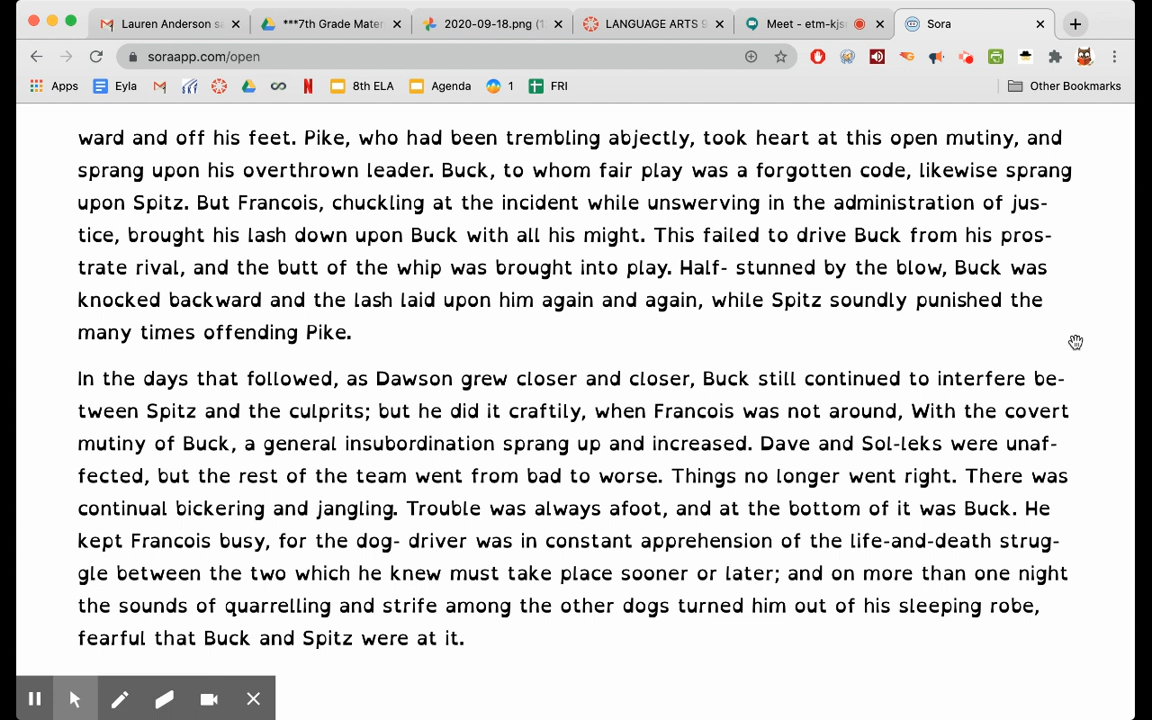 Lauren Anderson s
***7th Grade Mater
2020-09-18.png (1
LANGUAGE ARTS 9
Meet - etm-kjs
Sora
soraapp.com/open
Apps
Eyla
8th ELA
Agenda
1
FRI
Other Bookmarks
ward and off his feet. Pike, who had been trembling abjectly, took heart at this open mutiny, and
sprang upon his overthrown leader. Buck, to whom fair play was a forgotten code, likewise sprang
upon Spitz. But Francois, chuckling at the incident while unswerving in the administration of jus-
tice, brought his lash down upon Buck with all his might. This failed to drive Buck from his pros-
trate rival, and the butt of the whip was brought into play. Half- stunned by the blow, Buck was
knocked backward and the lash laid upon him again and again, while Spitz soundly punished the
many times offending Pike.
In the days that followed, as Dawson grew closer and closer, Buck still continued to interfere be-
tween Spitz and the culprits; but he did it craftily, when Francois was not around, With the covert
mutiny of Buck, a general insubordination sprang up and increased. Dave and Sol-leks were unaf-
fected, but the rest of the team went from bad to worse. Things no longer went right. There was
continual bickering and jangling. Trouble was always afoot, and at the bottom of it was Buck. He
kept Francois busy, for the dog- driver was in constant apprehension of the life-and-death strug-
gle between the two which he knew must take place sooner or later; and on more than one night
the sounds of quarrelling and strife among the other dogs turned him out of his sleeping robe,
fearful that Buck and Spitz were at it.